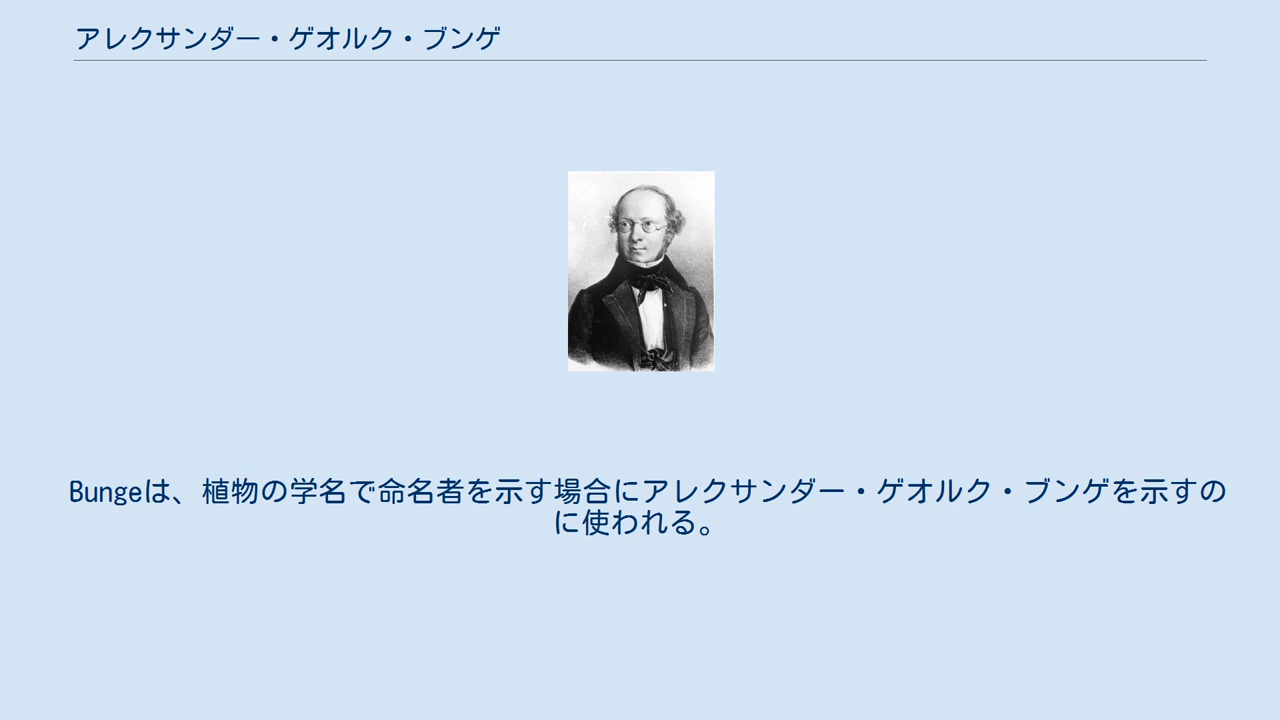 アレクサンダー・ゲオルク・ブンゲ
Bungeは、植物の学名で命名者を示す場合にアレクサンダー・ゲオルク・ブンゲを示すの
に使われる。